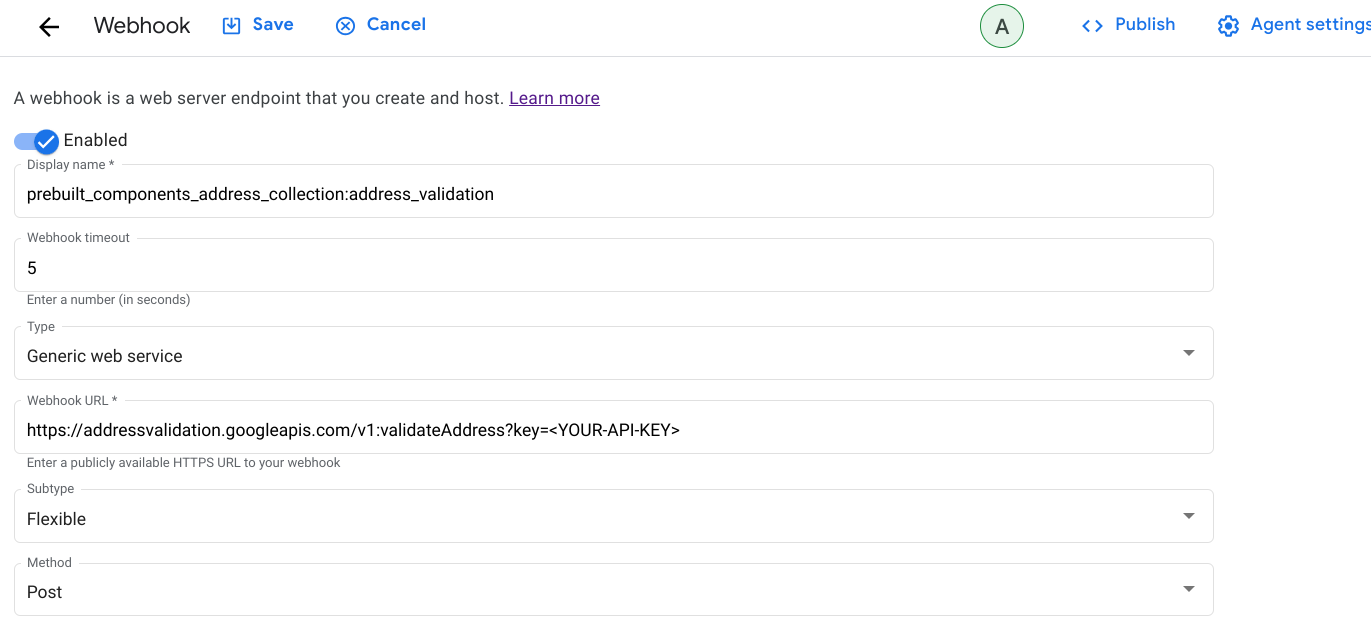 Webhook Save Cancel A Publish Agent settings
A webhook is a web server endpoint that you create and host. Learn more
Enabled
Display name *
prebuilt_components_address_collection:address_validation
Webhook timeout
5
Enter a number (in seconds)
Type
Generic web service
Webhook URL *
https://addressvalidation.googleapis.com/v1:validateAddress?key=<YOUR-API-KEY>
Enter a publicly available HTTPS URL to your webhook
Subtype
Flexible
Method
Post